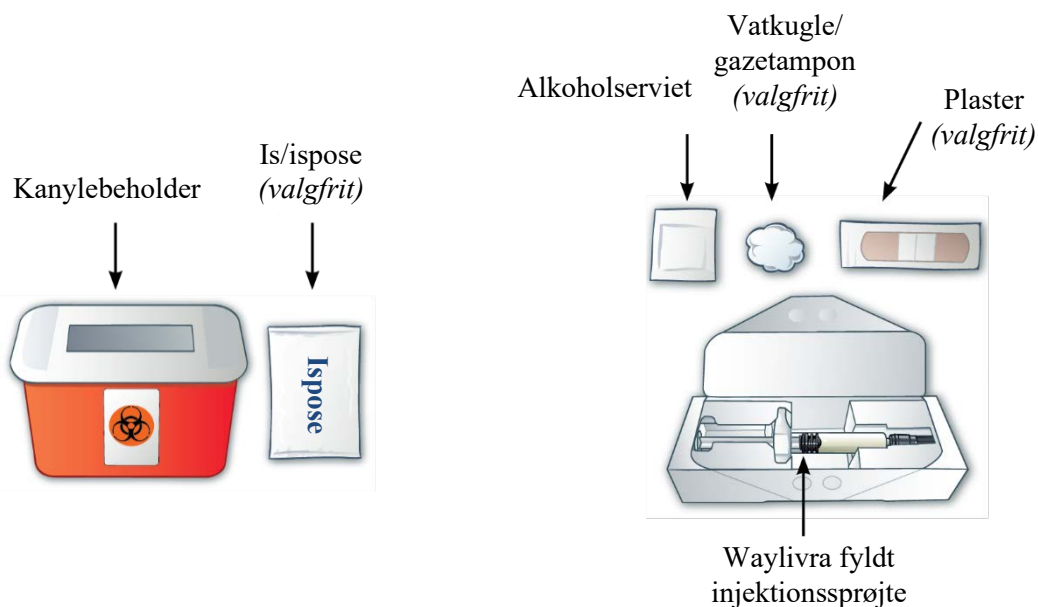 Kanylebeholder
Is/ispose
(valgfrit)
Ispose
Alkoholserviet
Vatkugle/
gazetampon
(valgfrit)
Plaster
(valgfrit)
Waylivra fyldt
injektionssprøjte